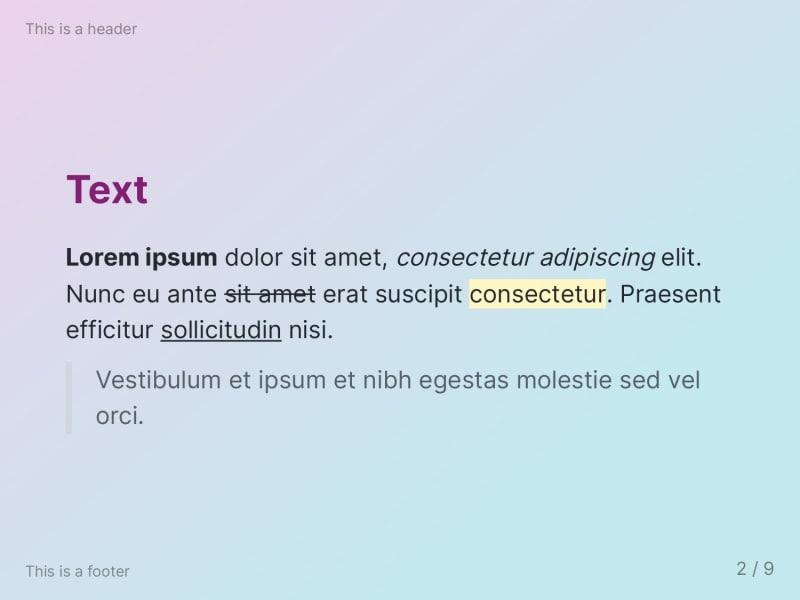 This is a header
Text
Lorem ipsum dolor sit amet, consectetur adipiscing elit.
Nunc eu ante sit amet erat suscipit consectetur. Praesent
efficitur sollicitudin nisi.
Vestibulum et ipsum et nibh egestas molestie sed vel
orci.
This is a footer
2 / 9